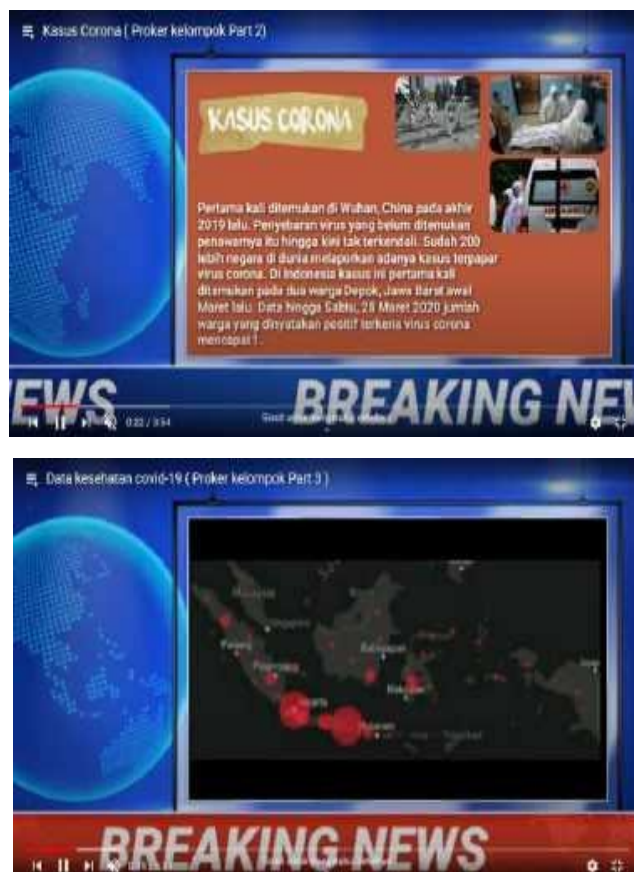 Kasus Corona ( Proker kelompok Part 2)
KASUS CORONA
Pertama kali ditemukan di Wuhan, China pada akhir
2019 lalu. Penyebaran virus yang belum ditemukan
penawarnya itu hingga kini tak terkendali. Sudah 200
lebih negara di dunia melaporkan adanya kasus terpapar
virus corona. Di Indonesia kasus ini pertama kali
ditemukan pada dua warga Depok, Jawa Barat awal
Maret lalu. Data hingga Sabtu, 28 Maret 2020 jumlah
warga yang dinyatakan positif terkena virus corona
mencapai 1.
EWS BREAKING NEW
/ 3:54
Data kesehatan covid-19 ( Proker kelompok Part 3 )
BREAKING NEWS